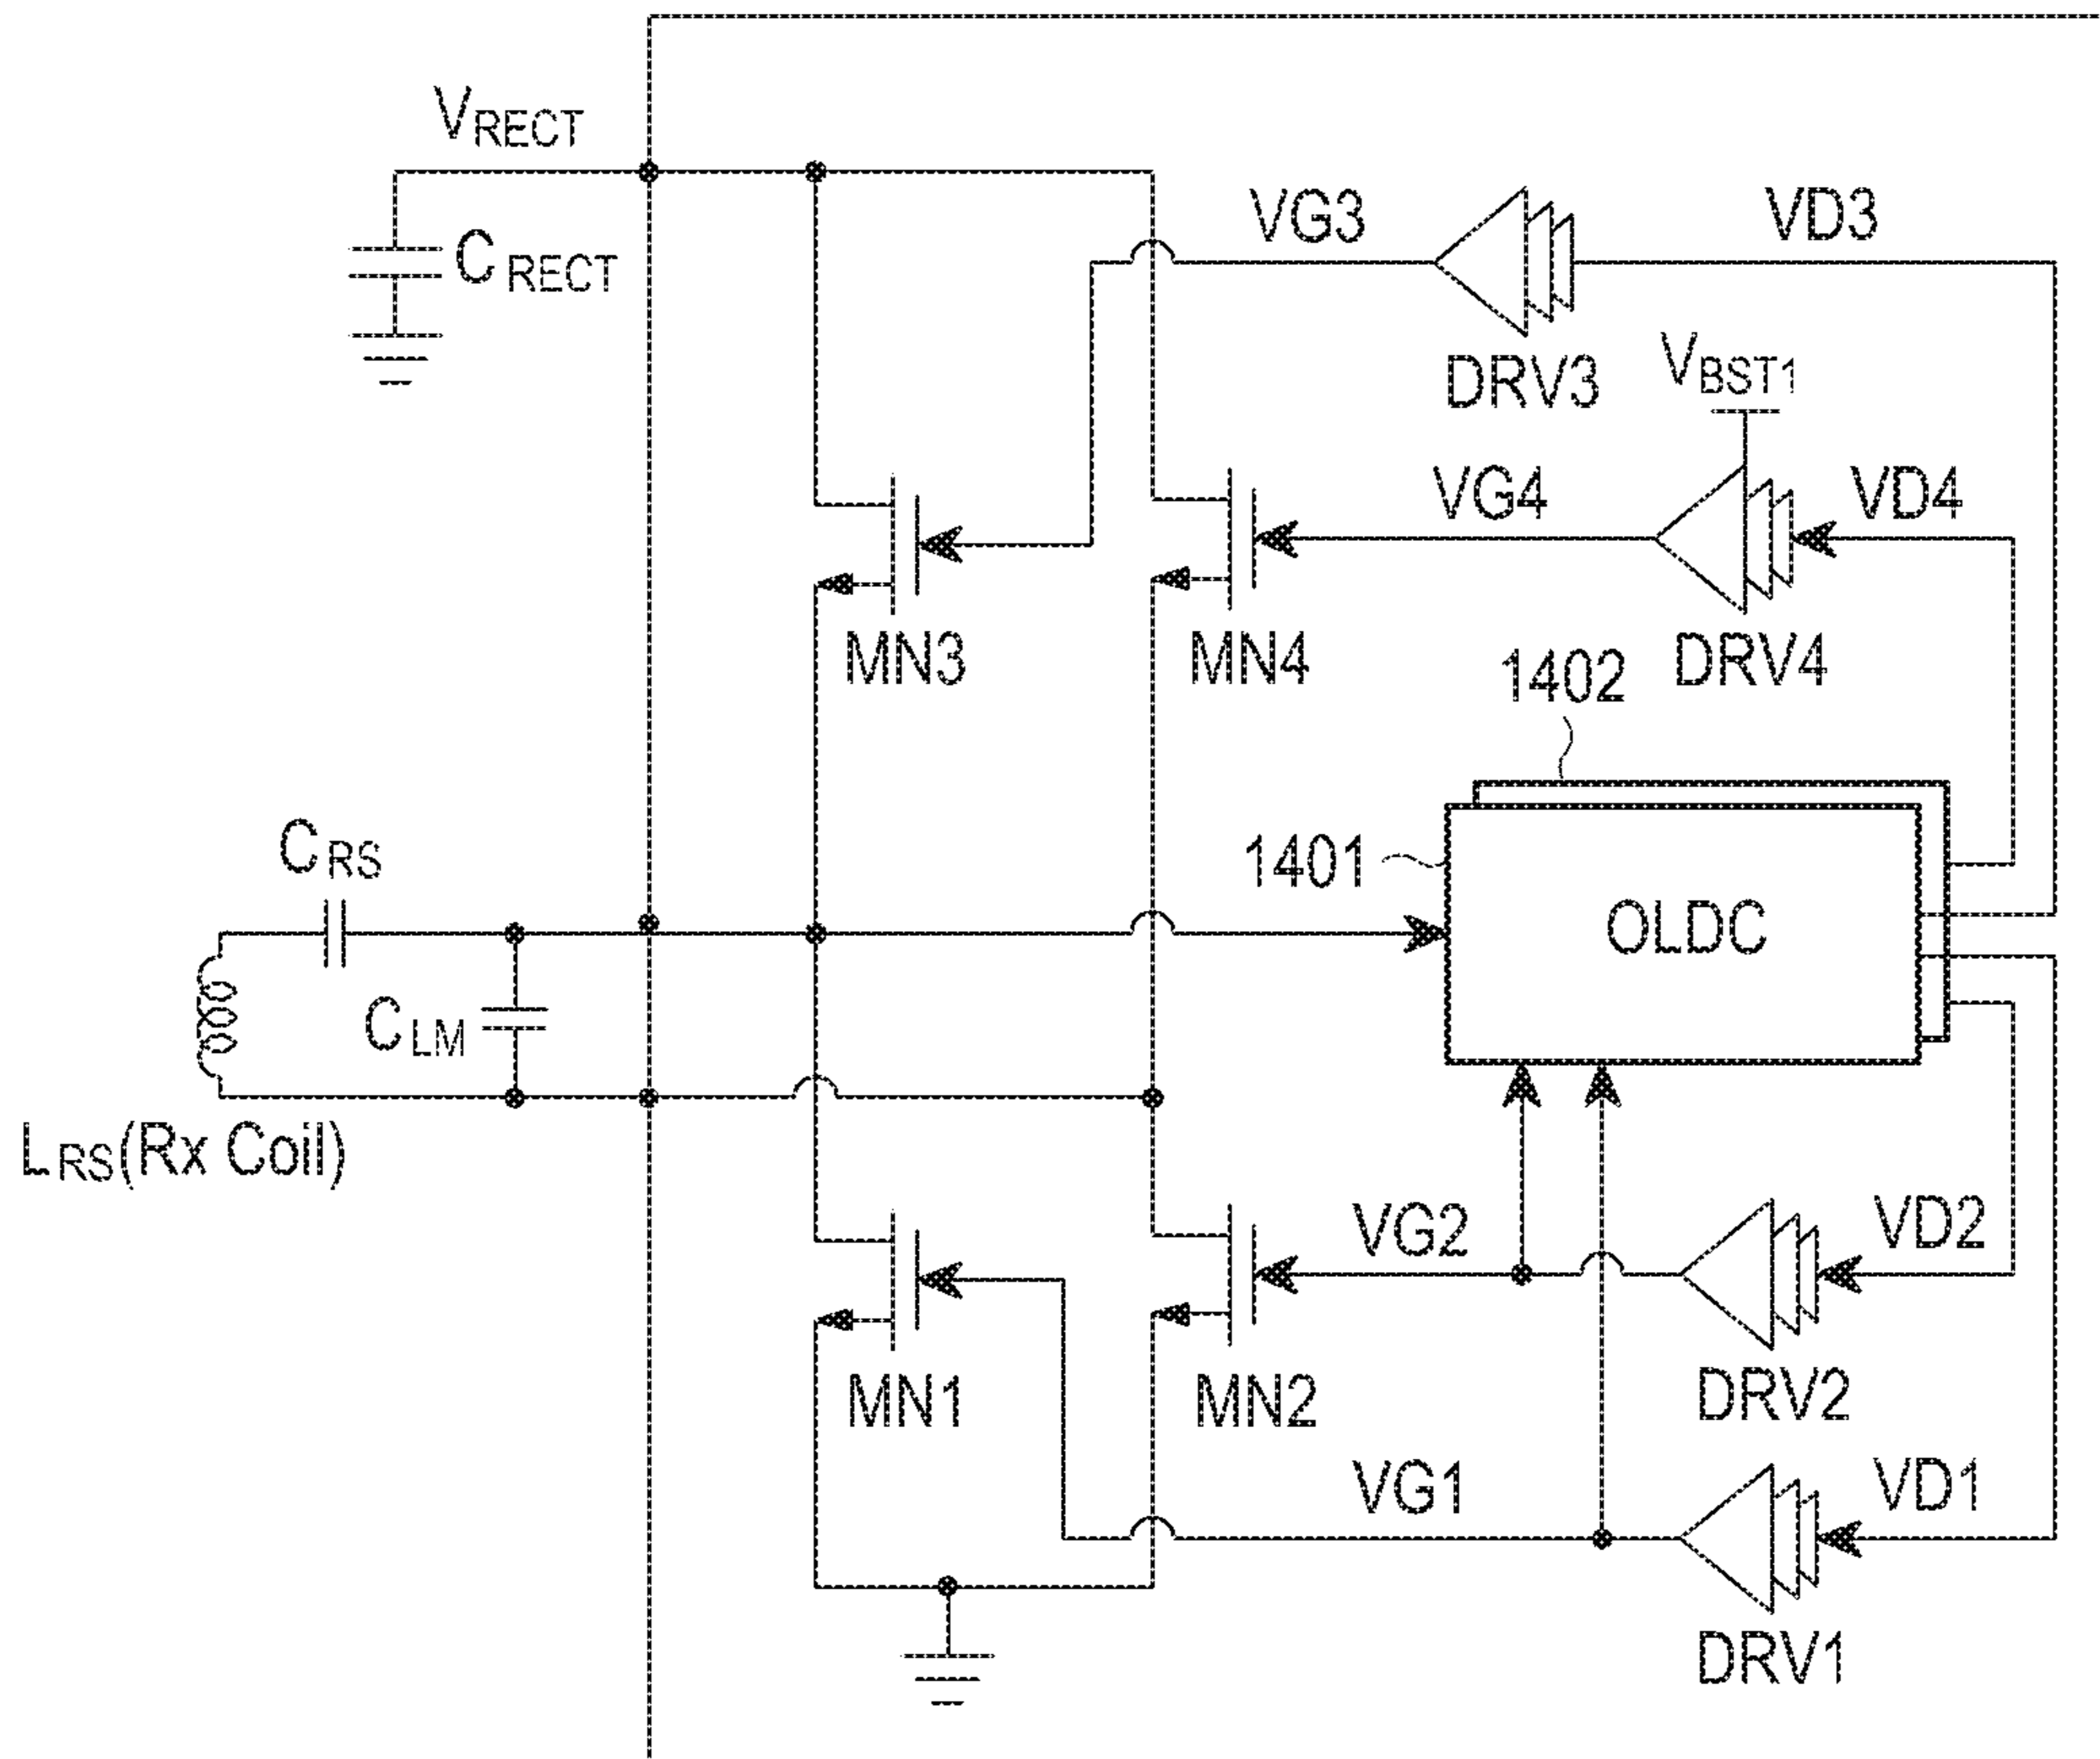 VRECT
CRECT
VG3
VD3
DRV3
VBST1
VG4
VD4
MN3
MN4
DRV4
1402
1401
OLDC
CRS
CLM
LRS(Rx Coil)
VG2
VD2
MN1
MN2
DRV2
VG1
VD1
DRV1